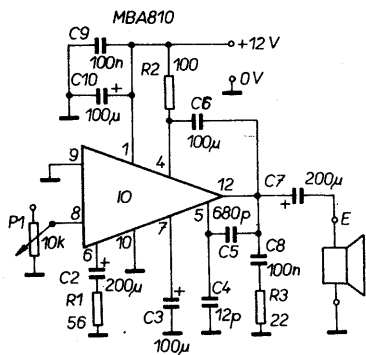 MBA810
C9
100n
+12V
C10
+
R2
100
0V
100µ
C6
100µ
9
1
4
12
C7
200µ
+
IO
P1
8
10k
6
10
7
5
680p
C5
E
C8
100n
C2
+
200µ
R1
56
C3
+
100µ
C4
12p
R3
22